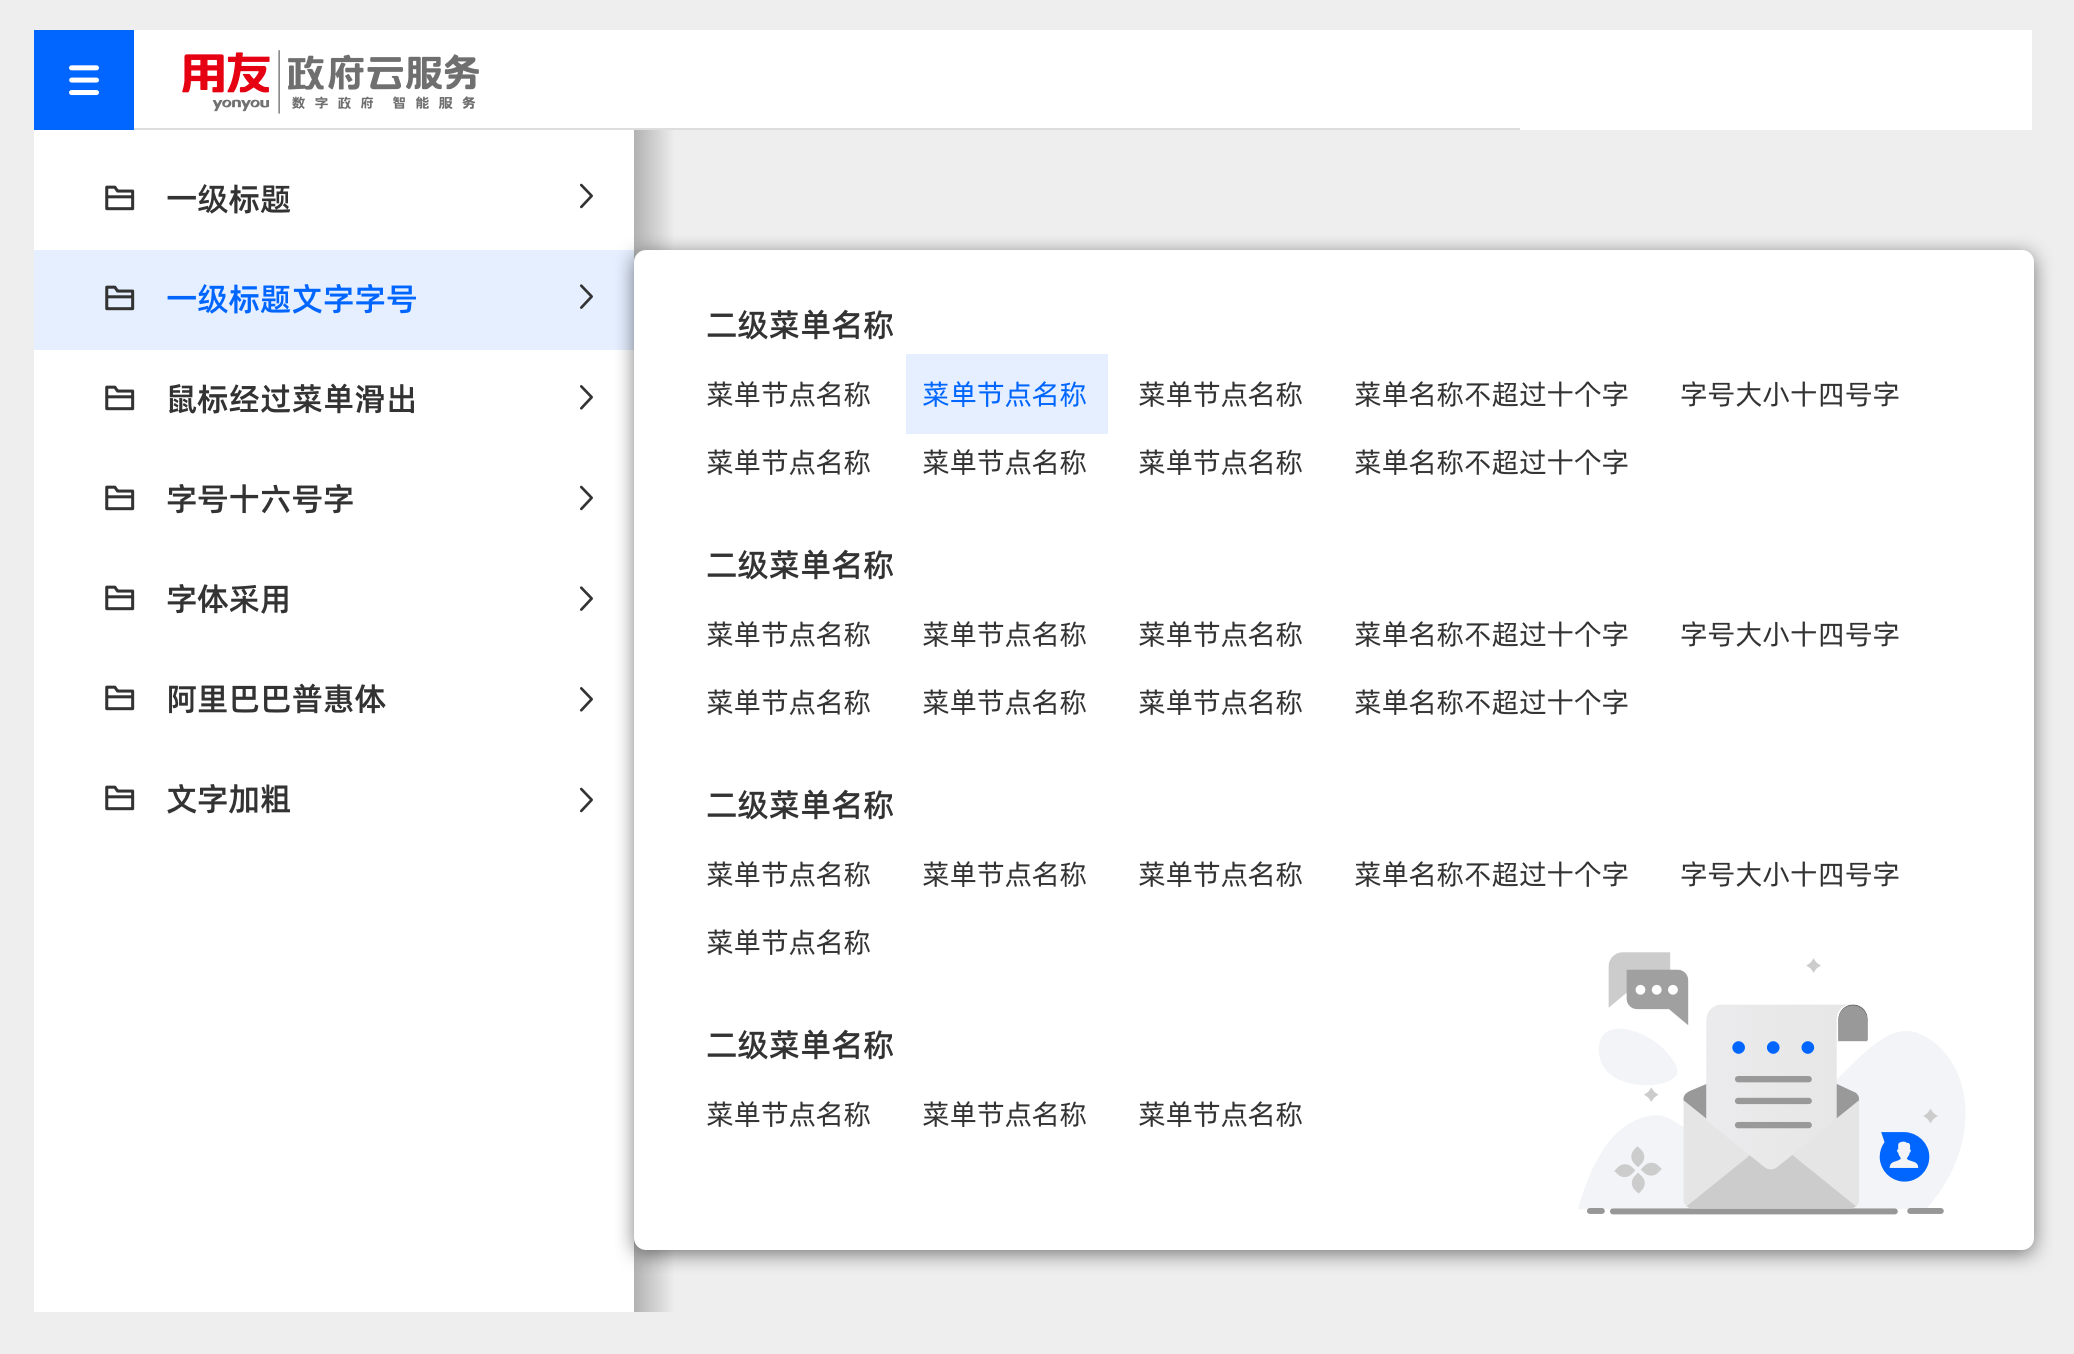 用友 yonyou 政府云服务
数字政府 智能服务
一级标题
一级标题文字字号
鼠标经过菜单滑出
字号十六号字
字体采用
阿里巴巴普惠体
文字加粗
二级菜单名称
菜单节点名称 菜单节点名称 菜单节点名称 菜单名称不超过十个字 字号大小十四号字
菜单节点名称 菜单节点名称 菜单节点名称 菜单名称不超过十个字
二级菜单名称
菜单节点名称 菜单节点名称 菜单节点名称 菜单名称不超过十个字 字号大小十四号字
菜单节点名称 菜单节点名称 菜单节点名称 菜单名称不超过十个字
二级菜单名称
菜单节点名称 菜单节点名称 菜单节点名称 菜单名称不超过十个字 字号大小十四号字
菜单节点名称
二级菜单名称
菜单节点名称 菜单节点名称 菜单节点名称